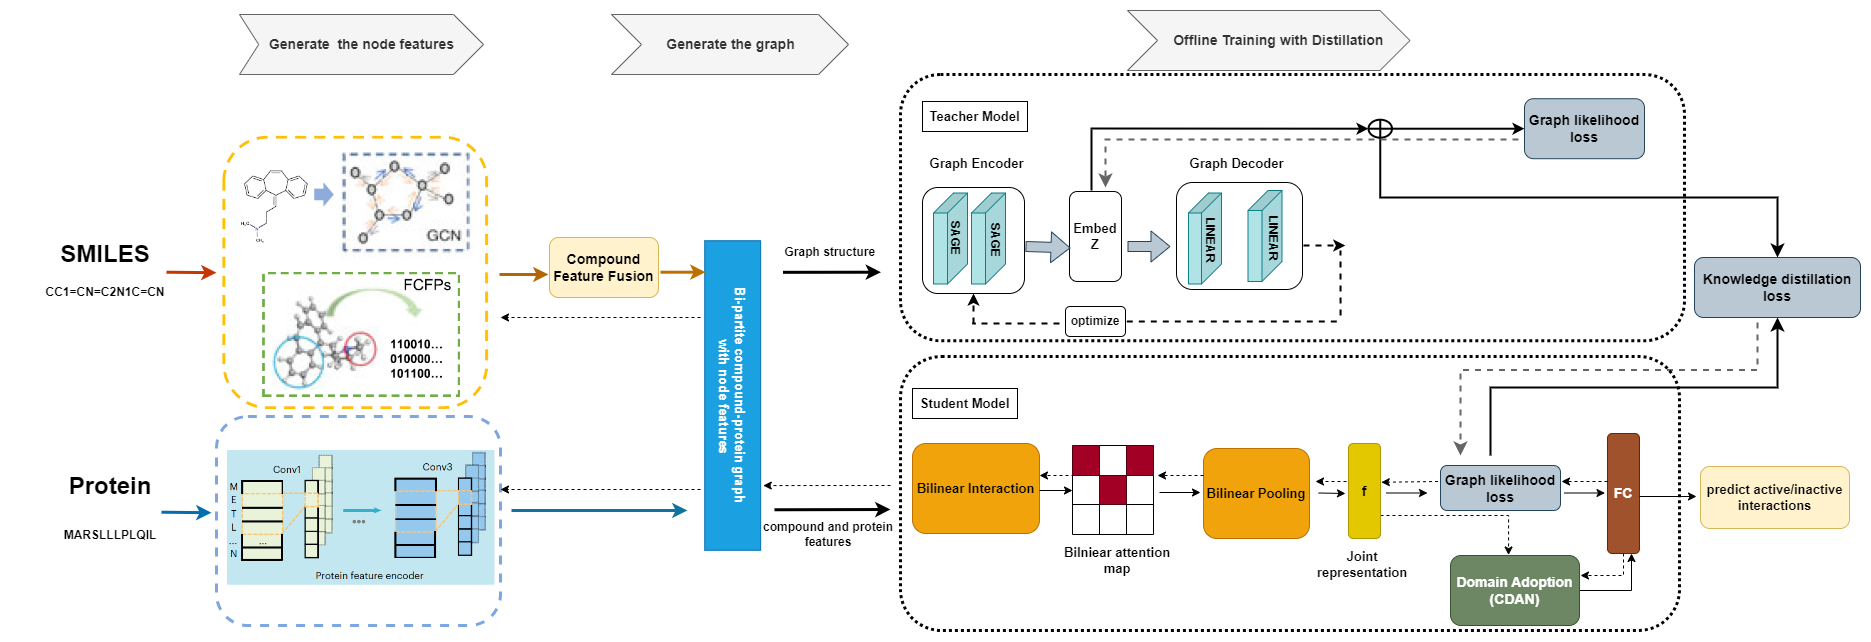 Generate the node features
Generate the graph
Offline Training with Distillation
SMILES
CC1=CN=C2N1C=CN
GCN
FCFPs
110010...
010000...
101100...
Compound
Feature Fusion
Protein
MARSLLLPLQIL
Conv1
Conv3
M
E
T
L
...
N
...
...
Protein feature encoder
Bi-partite compound-protein graph
with node features
Graph structure
compound and protein
features
Teacher Model
Graph Encoder
SAGE
SAGE
Embed
Z
Graph Decoder
LINEAR
LINEAR
optimize
Graph likelihood
loss
Knowledge distillation
loss
Student Model
Bilinear Interaction
Bilniear attention
map
Bilinear Pooling
f
Joint
representation
Graph likelihood
loss
FC
Domain Adoption
(CDAN)
predict active/inactive
interactions